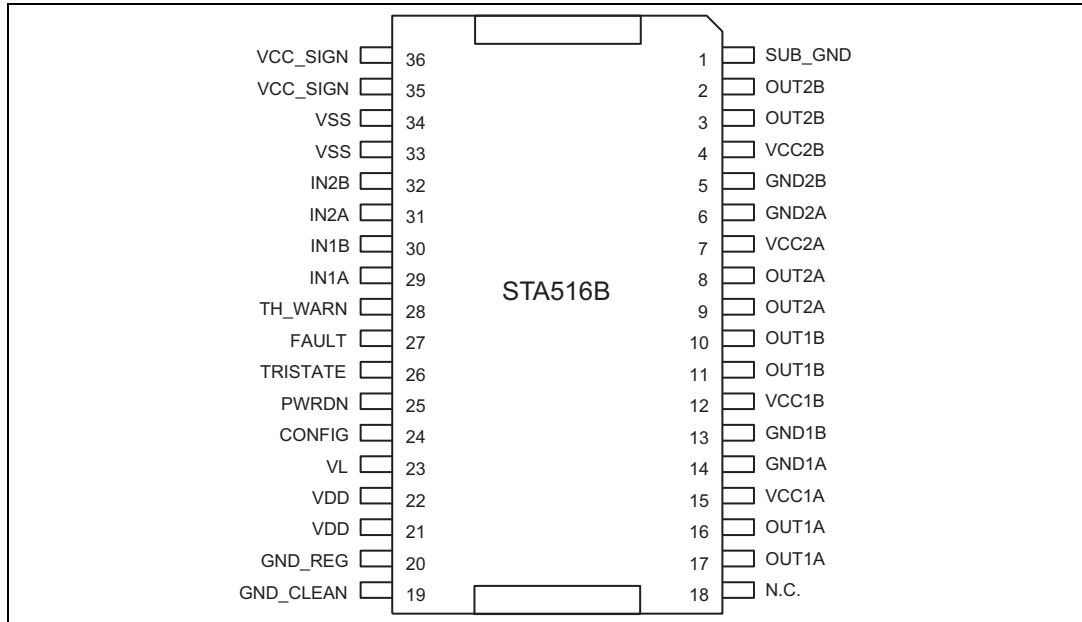 VCC_SIGN 36 1 SUB_GND
VCC_SIGN 35 2 OUT2B
VSS 34 3 OUT2B
VSS 33 4 VCC2B
IN2B 32 5 GND2B
IN2A 31 6 GND2A
IN1B 30 7 VCC2A
IN1A 29 8 OUT2A
STA516B
TH_WARN 28 9 OUT2A
FAULT 27 10 OUT1B
TRISTATE 26 11 OUT1B
PWRDN 25 12 VCC1B
CONFIG 24 13 GND1B
VL 23 14 GND1A
VDD 22 15 VCC1A
VDD 21 16 OUT1A
GND_REG 20 17 OUT1A
GND_CLEAN 19 18 N.C.